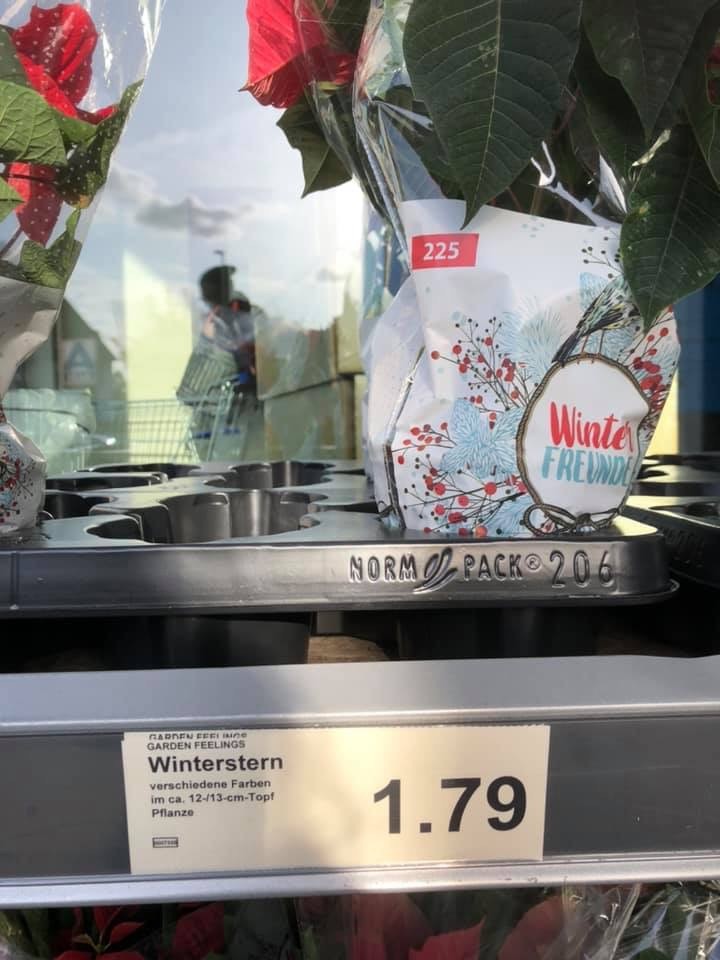 225
Winter
FREUNDE
NORM PACK® 206
GARDEN FEELINGS
GARDEN FEELINGS
Winterstern
verschiedene Farben
im ca. 12-/13-cm-Topf
Pflanze
1.79